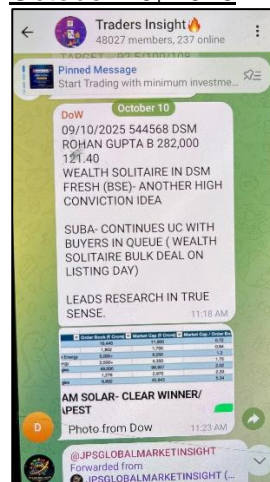 Traders Insight🔥
48027 members, 237 online
Pinned Message
Start Trading with minimum investme...
October 10
DoW
09/10/2025 544568 DSM
ROHAN GUPTA B 282,000
121.40
WEALTH SOLITAIRE IN DSM
FRESH (BSE)- ANOTHER HIGH
CONVICTION IDEA
SUBA- CONTINUES UC WITH
BUYERS IN QUEUE ( WEALTH
SOLITAIRE BULK DEAL ON
LISTING DAY)
LEADS RESEARCH IN TRUE
SENSE.
11:18 AM
AM SOLAR- CLEAR WINNER/
APEST
D
Photo from Dow
11:23 AM
@JPSGLOBALMARKETINSIGHT
Forwarded from
JPSGLOBALMARKETINSIGHT (...